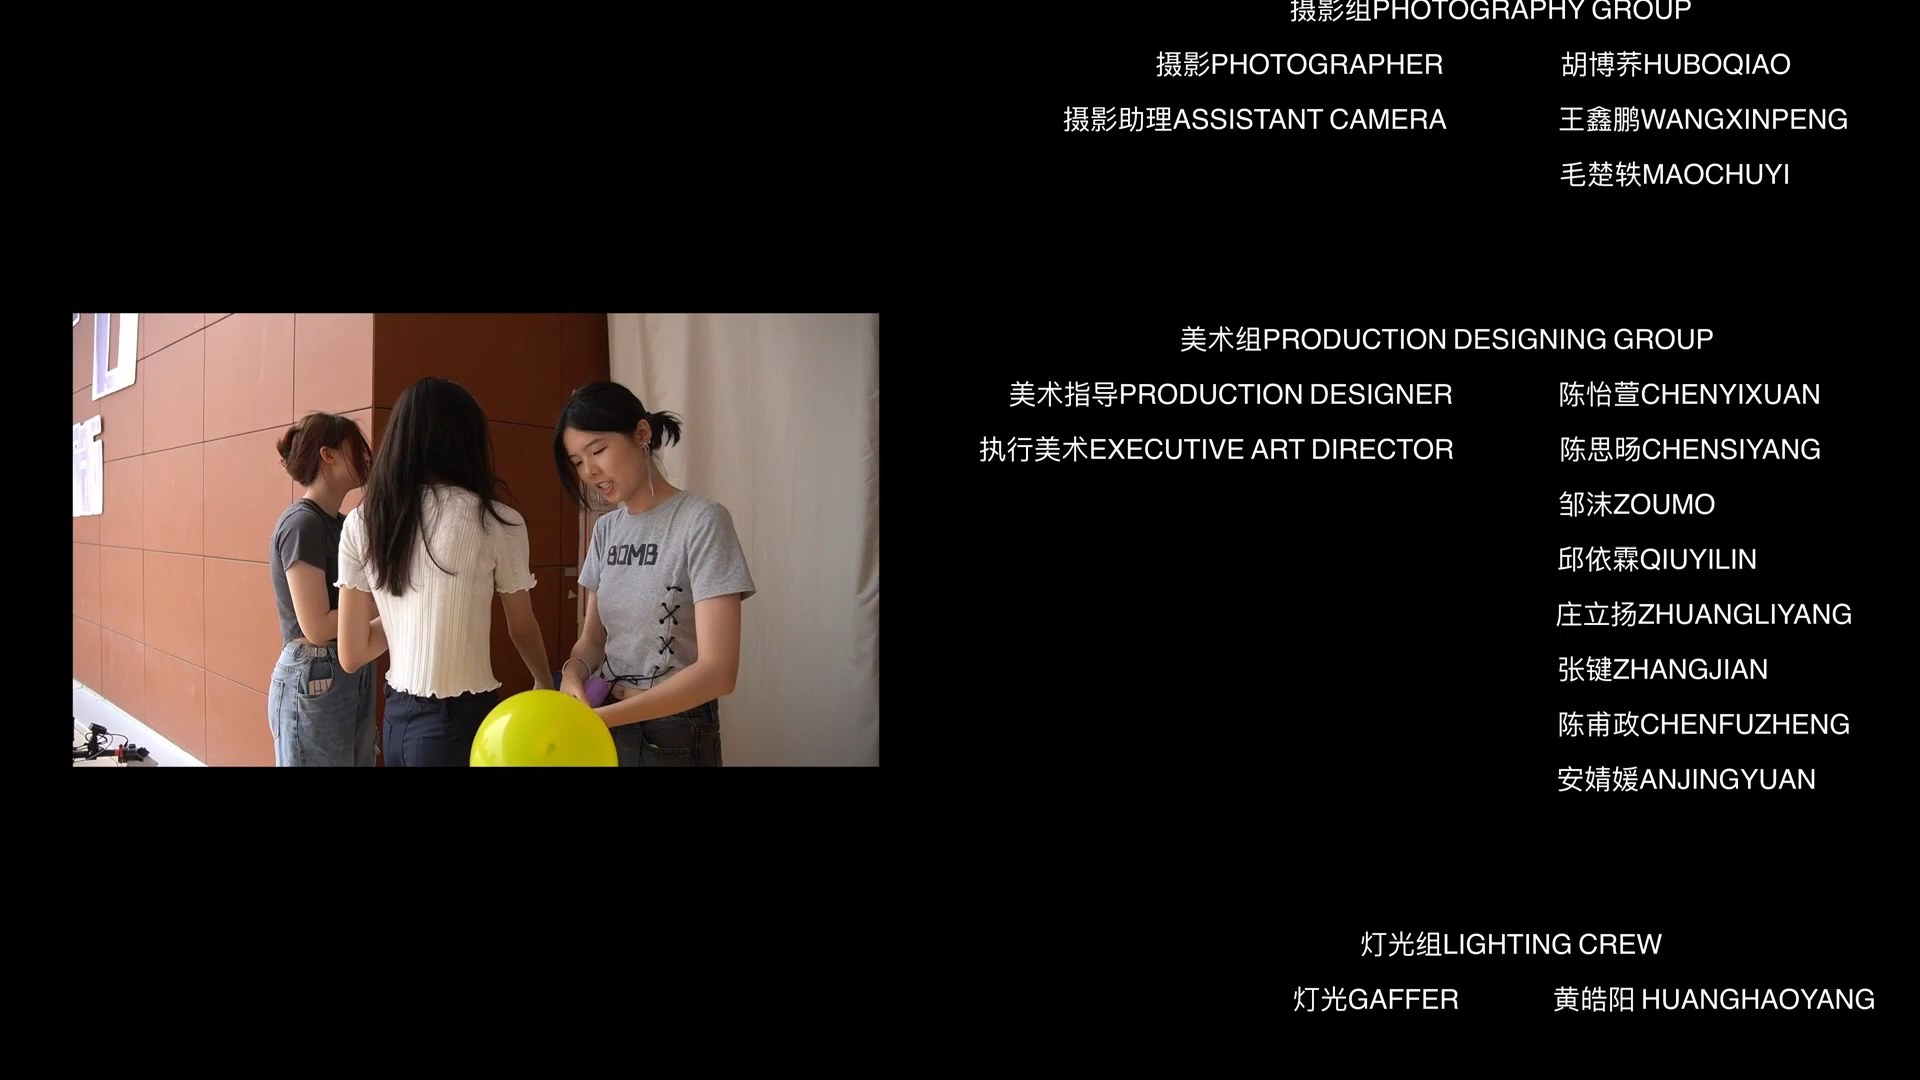 摄影组PHOTOGRAPHY GROUP
摄影PHOTOGRAPHER 胡博荞HUBOQIAO
摄影助理ASSISTANT CAMERA 王鑫鹏WANGXINPENG
毛楚轶MAOCHUYI
美术组PRODUCTION DESIGNING GROUP
美术指导PRODUCTION DESIGNER 陈怡萱CHENYIXUAN
执行美术EXECUTIVE ART DIRECTOR 陈思旸CHENSIYANG
邹沫ZOUMO
邱依霖QIUYILIN
庄立扬ZHUANGLIYANG
张键ZHANGJIAN
陈甫政CHENFUZHENG
安婧媛ANJINGYUAN
灯光组LIGHTING CREW
灯光GAFFER 黄皓阳 HUANGHAOYANG
BOMB